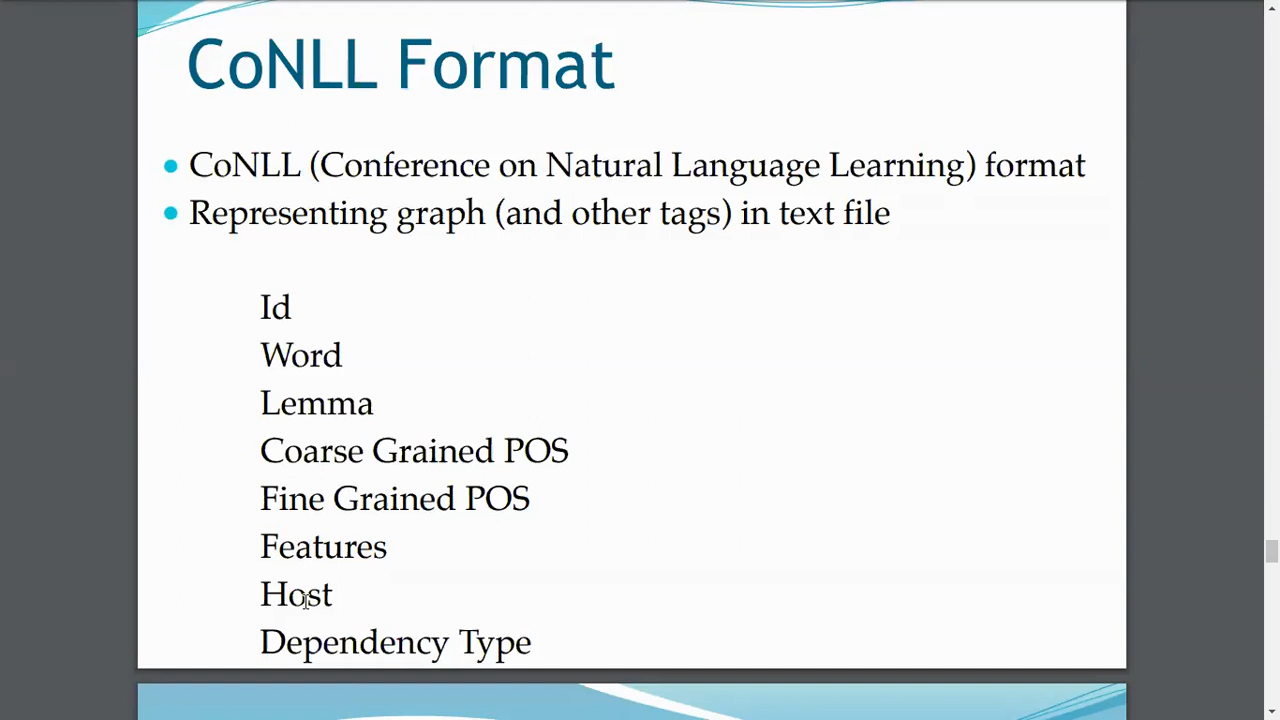 CoNLL Format
CoNLL (Conference on Natural Language Learning) format
Representing graph (and other tags) in text file
Id
Word
Lemma
Coarse Grained POS
Fine Grained POS
Features
Host
Dependency Type